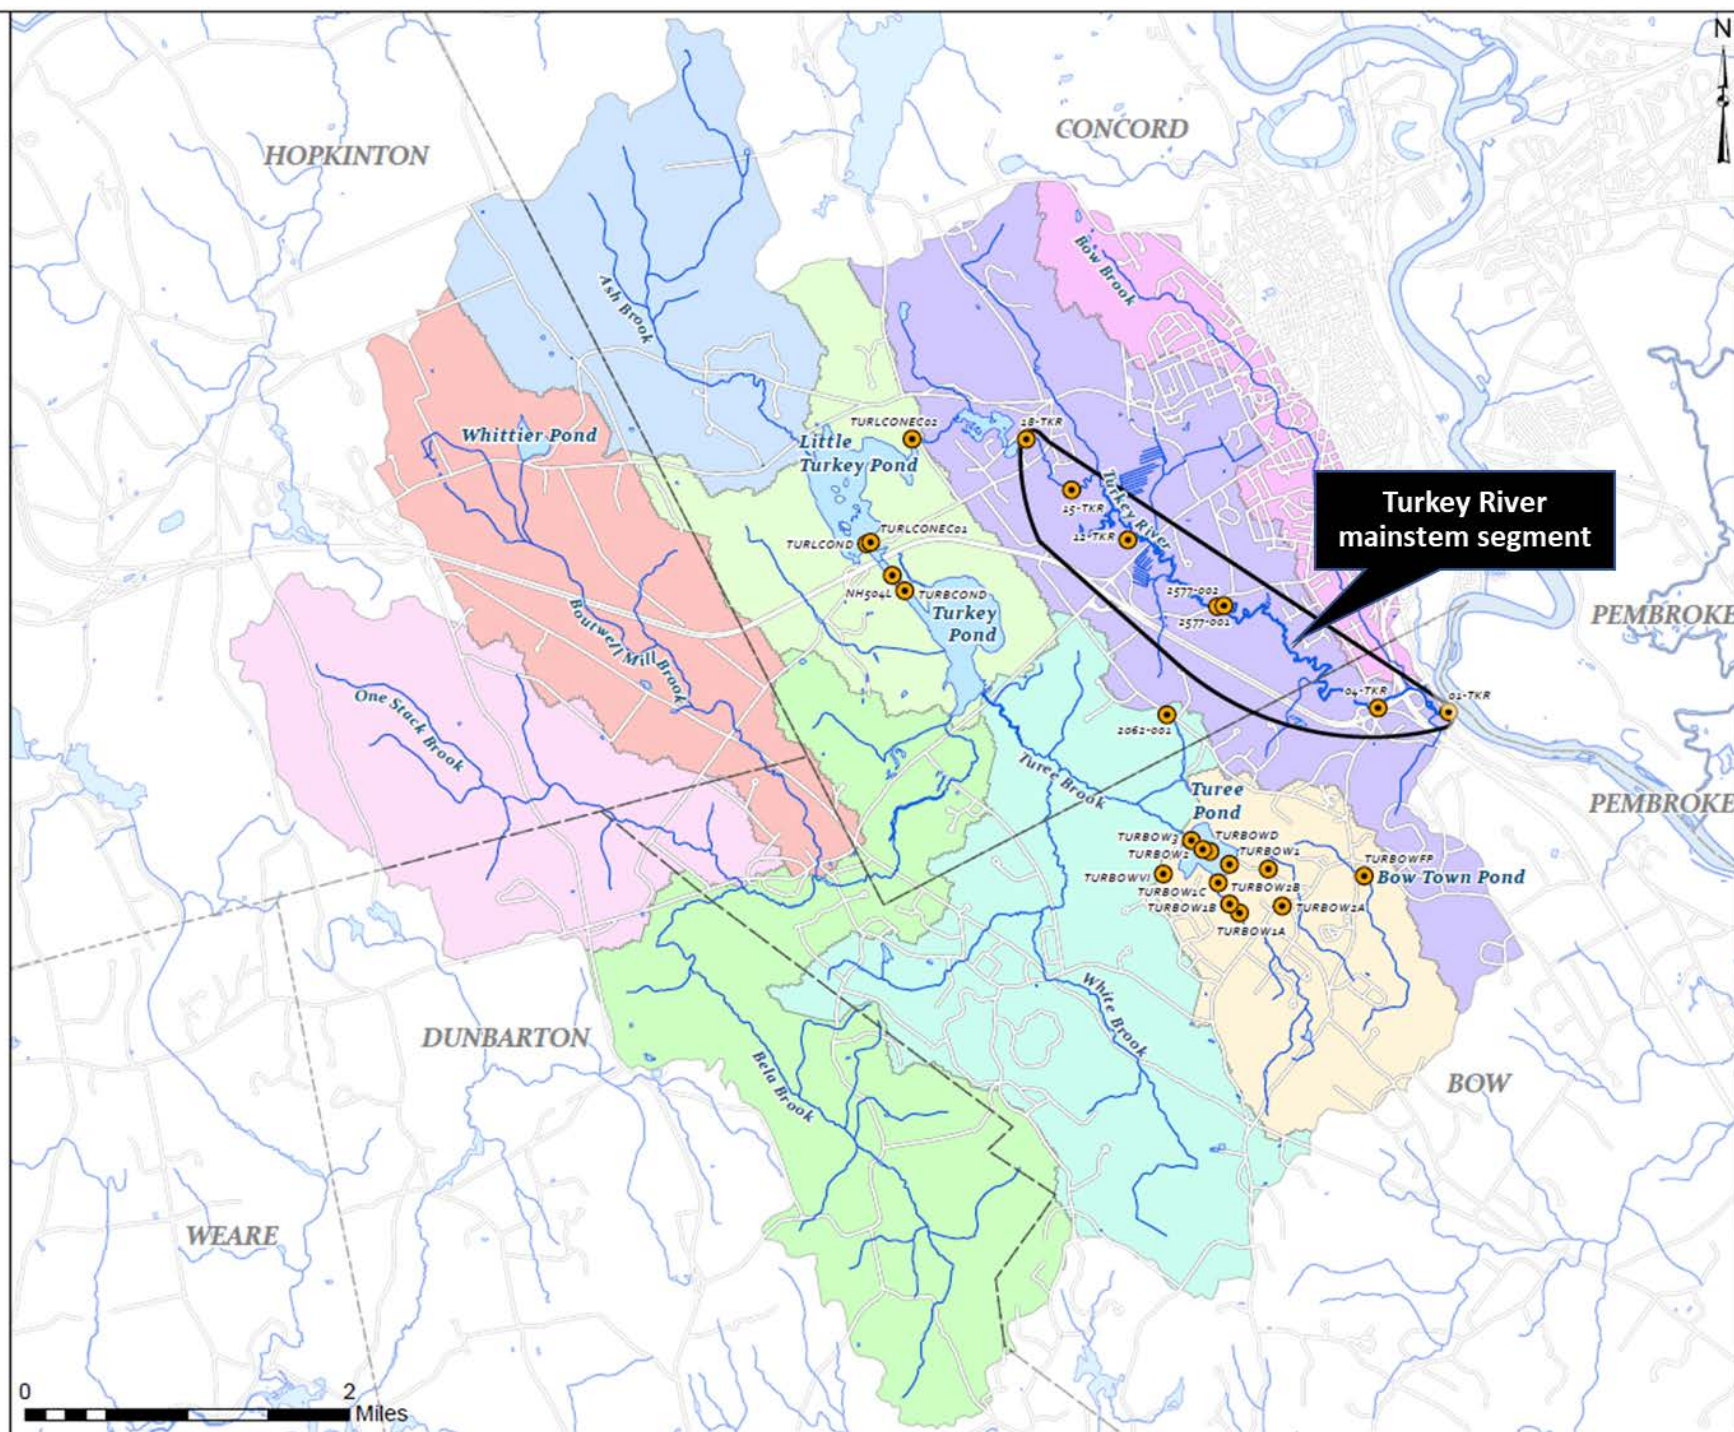 N
CONCORD
HOPKINTON
Bow Brook
Ash Brook
TURLCONEC02
18-TKR
Whittier Pond
Little
Turkey Pond
Turkey River
15-TKR
Turkey River
mainstem segment
TURLCONEC01
TURLCOND
11-TKR
NH504L
TURBCOND
2577-002
2577-001
Turkey
Pond
PEMBROKE
Boutwell Mill Brook
One Stack Brook
04-TKR
01-TKR
2062-001
Turee Brook
Turee
Pond
PEMBROKE
TURBOW3
TURBOWD
TURBOW2
TURBOW1
TURBOWFP
TURBOWVI
Bow Town Pond
TURBOW1C
TURBOW2B
TURBOW1B
TURBOW2A
TURBOW1A
White Brook
DUNBARTON
Bela Brook
BOW
WEARE
0
2
Miles